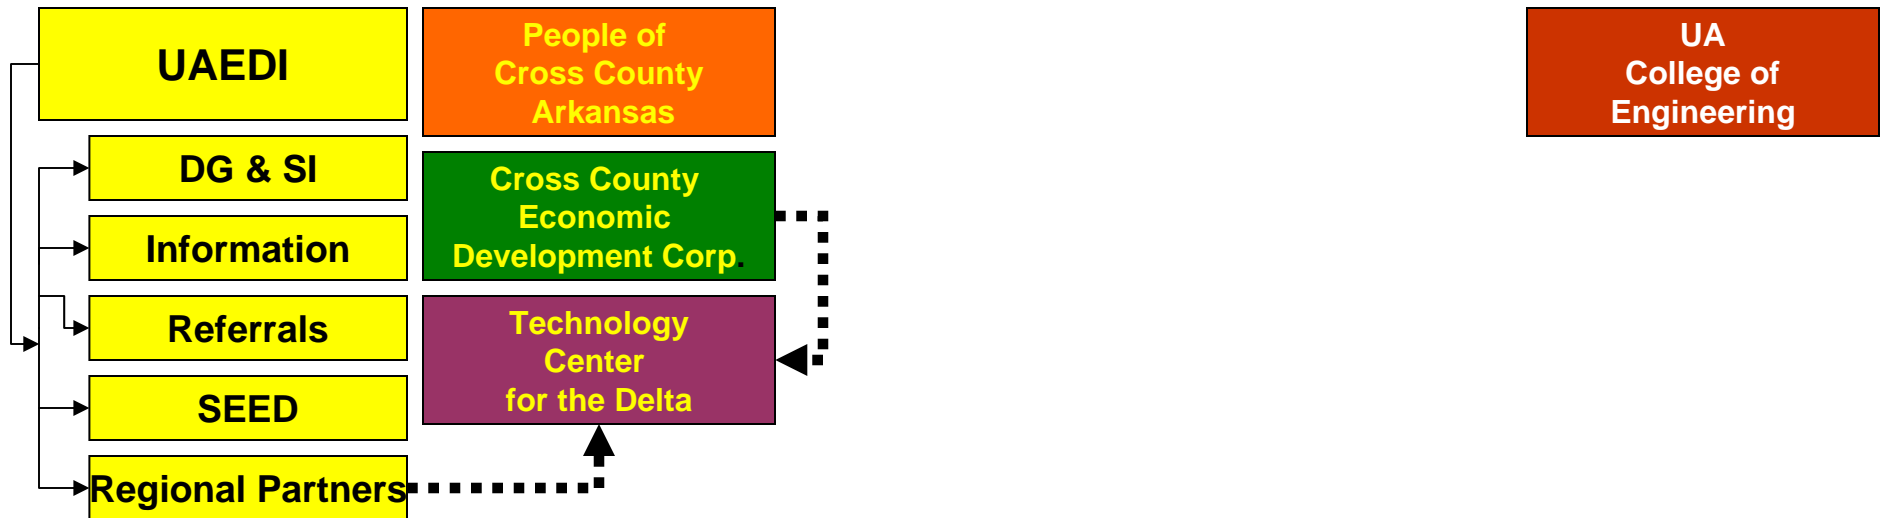 UAEDI
DG & SI
Information
Referrals
SEED
Regional Partners
People of
Cross County
Arkansas
Cross County
Economic
Development Corp.
Technology
Center
for the Delta
UA
College of
Engineering